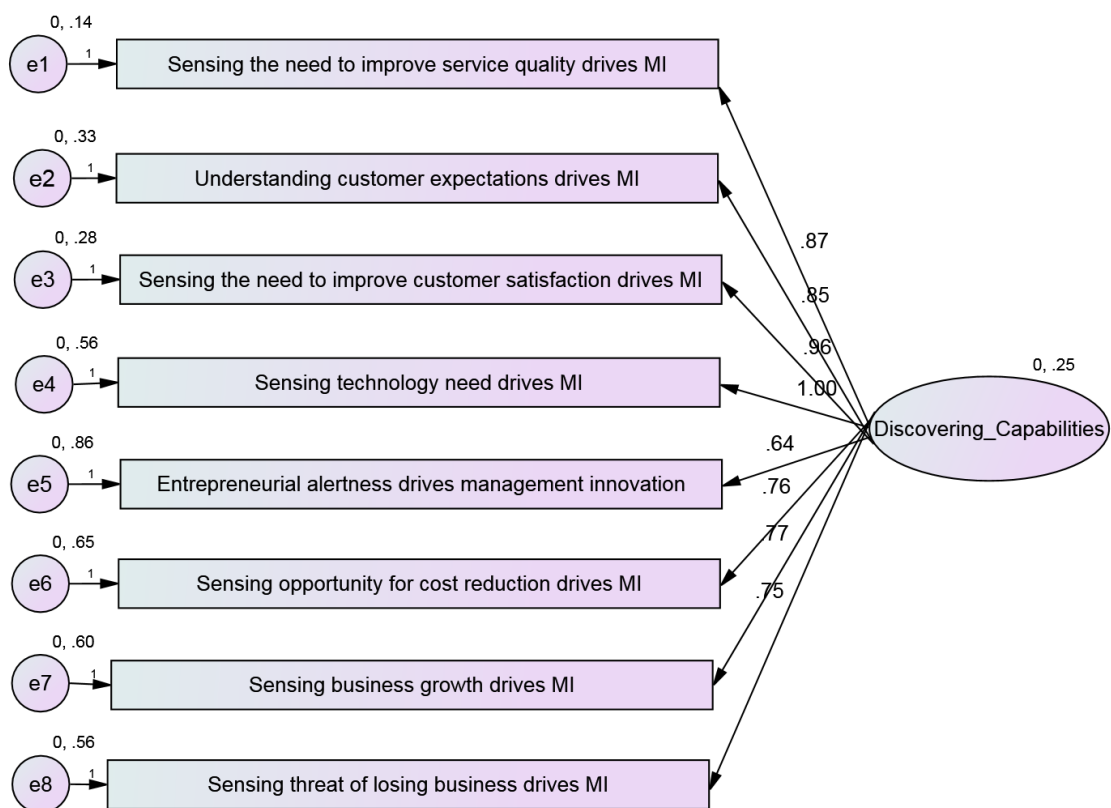 0, .14
e1
1
Sensing the need to improve service quality drives MI
0, .33
e2
1
Understanding customer expectations drives MI
0, .28
e3
1
Sensing the need to improve customer satisfaction drives MI
0, .56
e4
1
Sensing technology need drives MI
0, .86
e5
1
Entrepreneurial alertness drives management innovation
0, .65
e6
1
Sensing opportunity for cost reduction drives MI
0, .60
e7
1
Sensing business growth drives MI
0, .56
e8
1
Sensing threat of losing business drives MI
.87
.85
.96
1.00
.64
.76
.77
.75
0, .25
Discovering_Capabilities